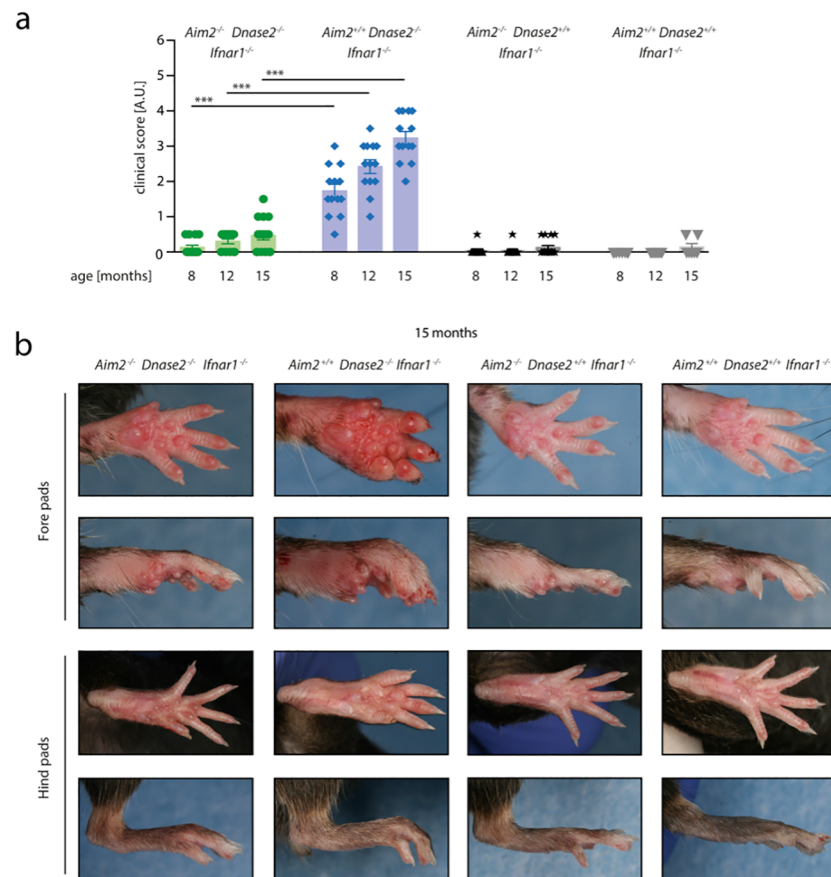 a
Aim2-/- Dnase2-/-
Ifnar1-/-
Aim2+/+ Dnase2-/-
Ifnar1-/-
Aim2-/- Dnase2+/+
Ifnar1-/-
Aim2+/+ Dnase2+/+
Ifnar1-/-
clinical score [A.U.]
6
5
4
3
2
1
0
***
***
***
age [months] 8 12 15 8 12 15 8 12 15 8 12 15
15 months
b
Aim2-/- Dnase2-/- Ifnar1-/- Aim2+/+ Dnase2-/- Ifnar1-/- Aim2-/- Dnase2+/+ Ifnar1-/- Aim2+/+ Dnase2+/+ Ifnar1-/-
Fore pads
Hind pads